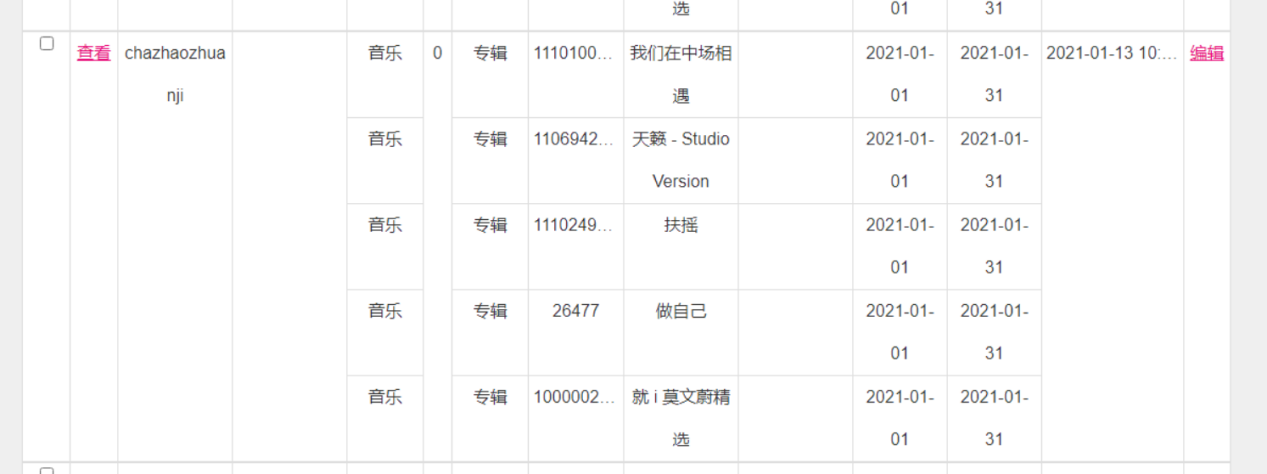 选 01 31
查看 chazhaozhua 音乐 0 专辑 1110100... 我们在中场相 2021-01- 2021-01- 2021-01-13 10:... 编辑
nji 遇 01 31
音乐 专辑 1106942... 天籁 - Studio 2021-01- 2021-01-
Version 01 31
音乐 专辑 1110249... 扶摇 2021-01- 2021-01-
01 31
音乐 专辑 26477 做自己 2021-01- 2021-01-
01 31
音乐 专辑 1000002... 就 i 莫文蔚精 2021-01- 2021-01-
选 01 31